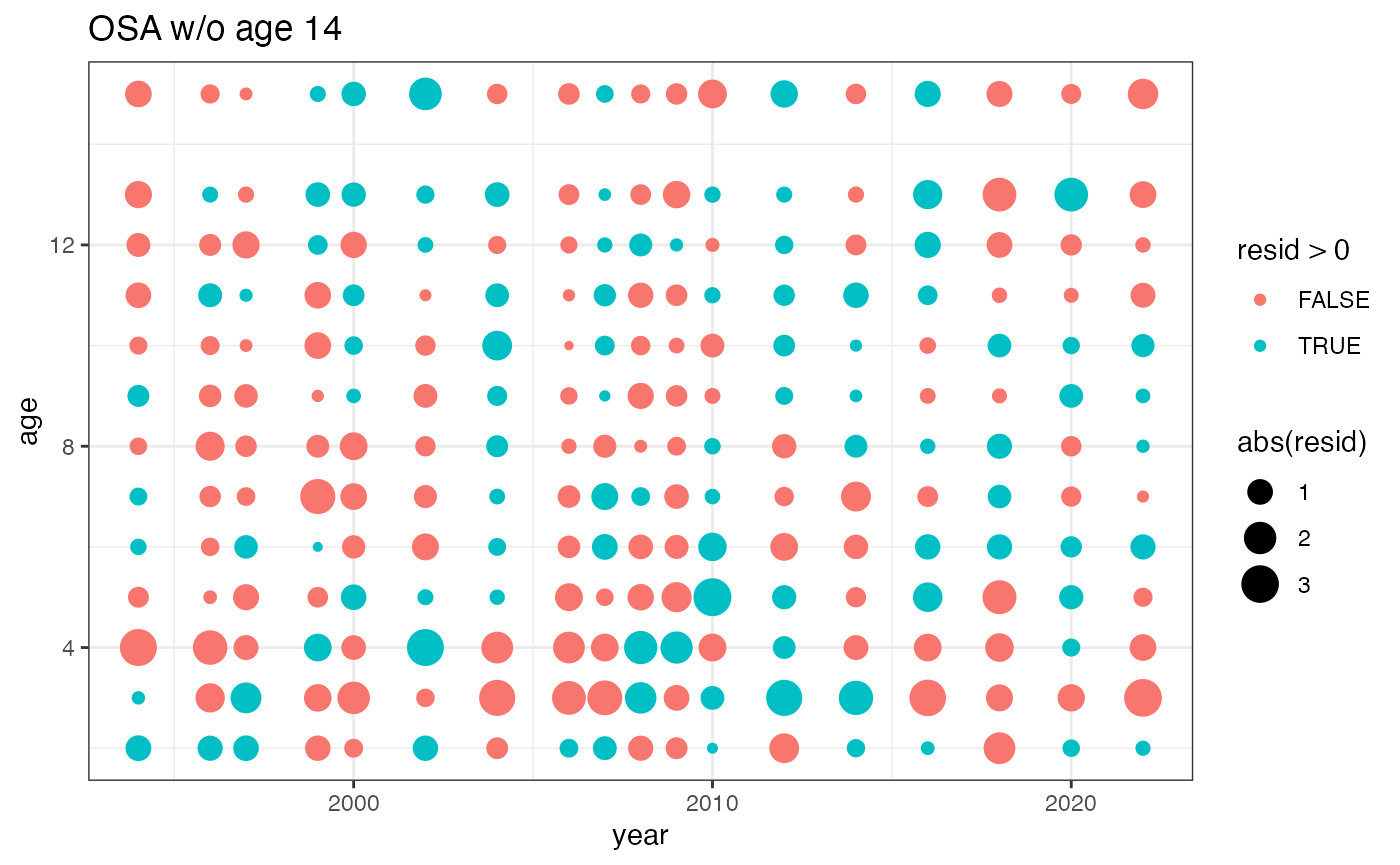 OSA w/o age 14
12
8
4
age
2000
2010
2020
year
resid > 0
FALSE
TRUE
abs(resid)
1
2
3